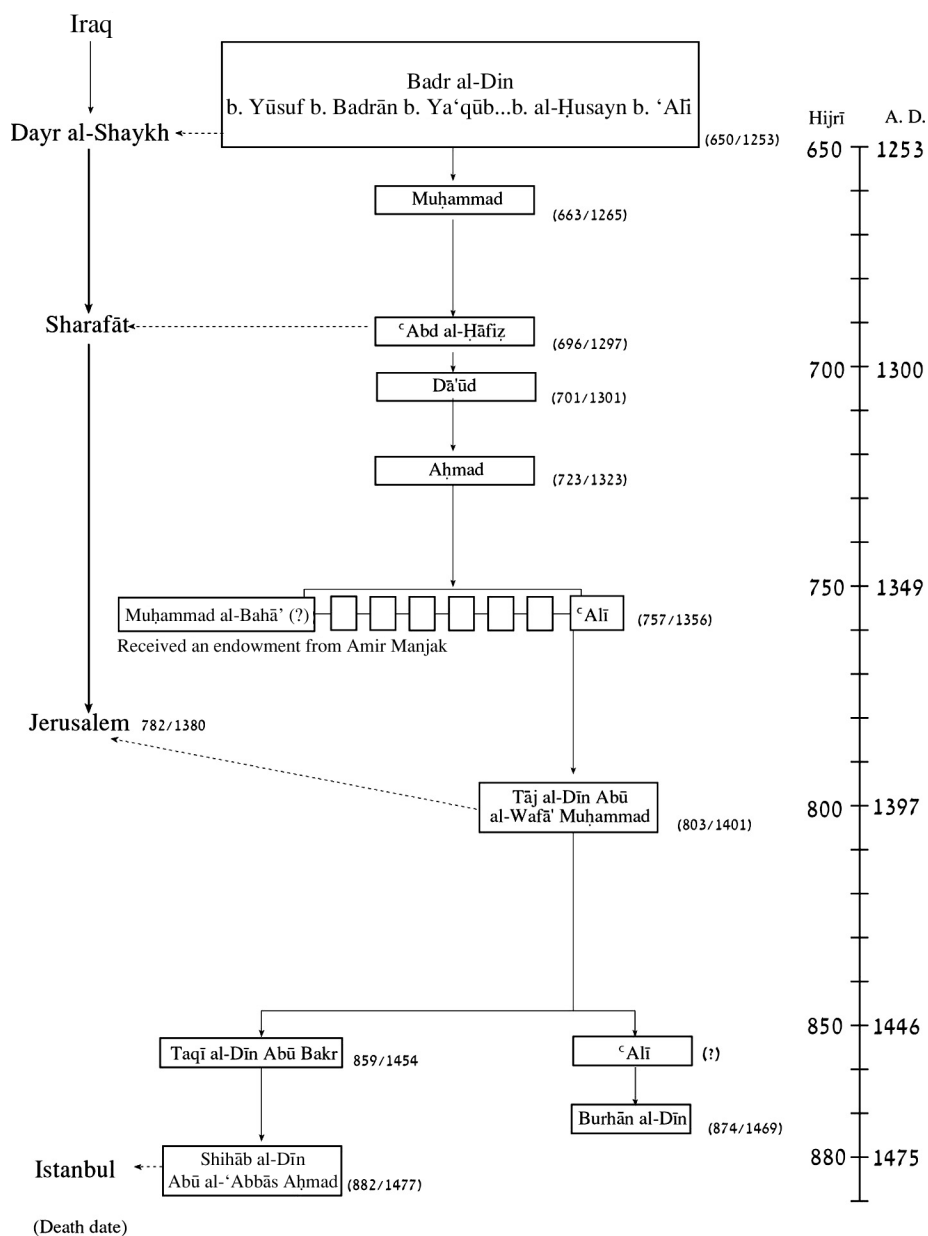 Iraq
Badr al-Din
b. Yūsuf b. Badrān b. Ya‘qūb...b. al-Ḥusayn b. ‘Alī
Dayr al-Shaykh
(650/1253)
Hijrī A. D.
650 1253
Muḥammad
(663/1265)
Sharafāt
ᶜAbd al-Ḥāfiẓ
(696/1297)
700 1300
Dā'ūd
(701/1301)
Aḥmad
(723/1323)
750 1349
Muḥammad al-Bahā’ (?)
ᶜAlī
(757/1356)
Received an endowment from Amir Manjak
Jerusalem 782/1380
Tāj al-Dīn Abū
al-Wafā' Muḥammad
(803/1401)
800 1397
850 1446
Taqī al-Dīn Abū Bakr
859/1454
ᶜAlī
(?)
Burhān al-Dīn
(874/1469)
880 1475
Istanbul
Shihāb al-Dīn
Abū al-‘Abbās Aḥmad
(882/1477)
(Death date)